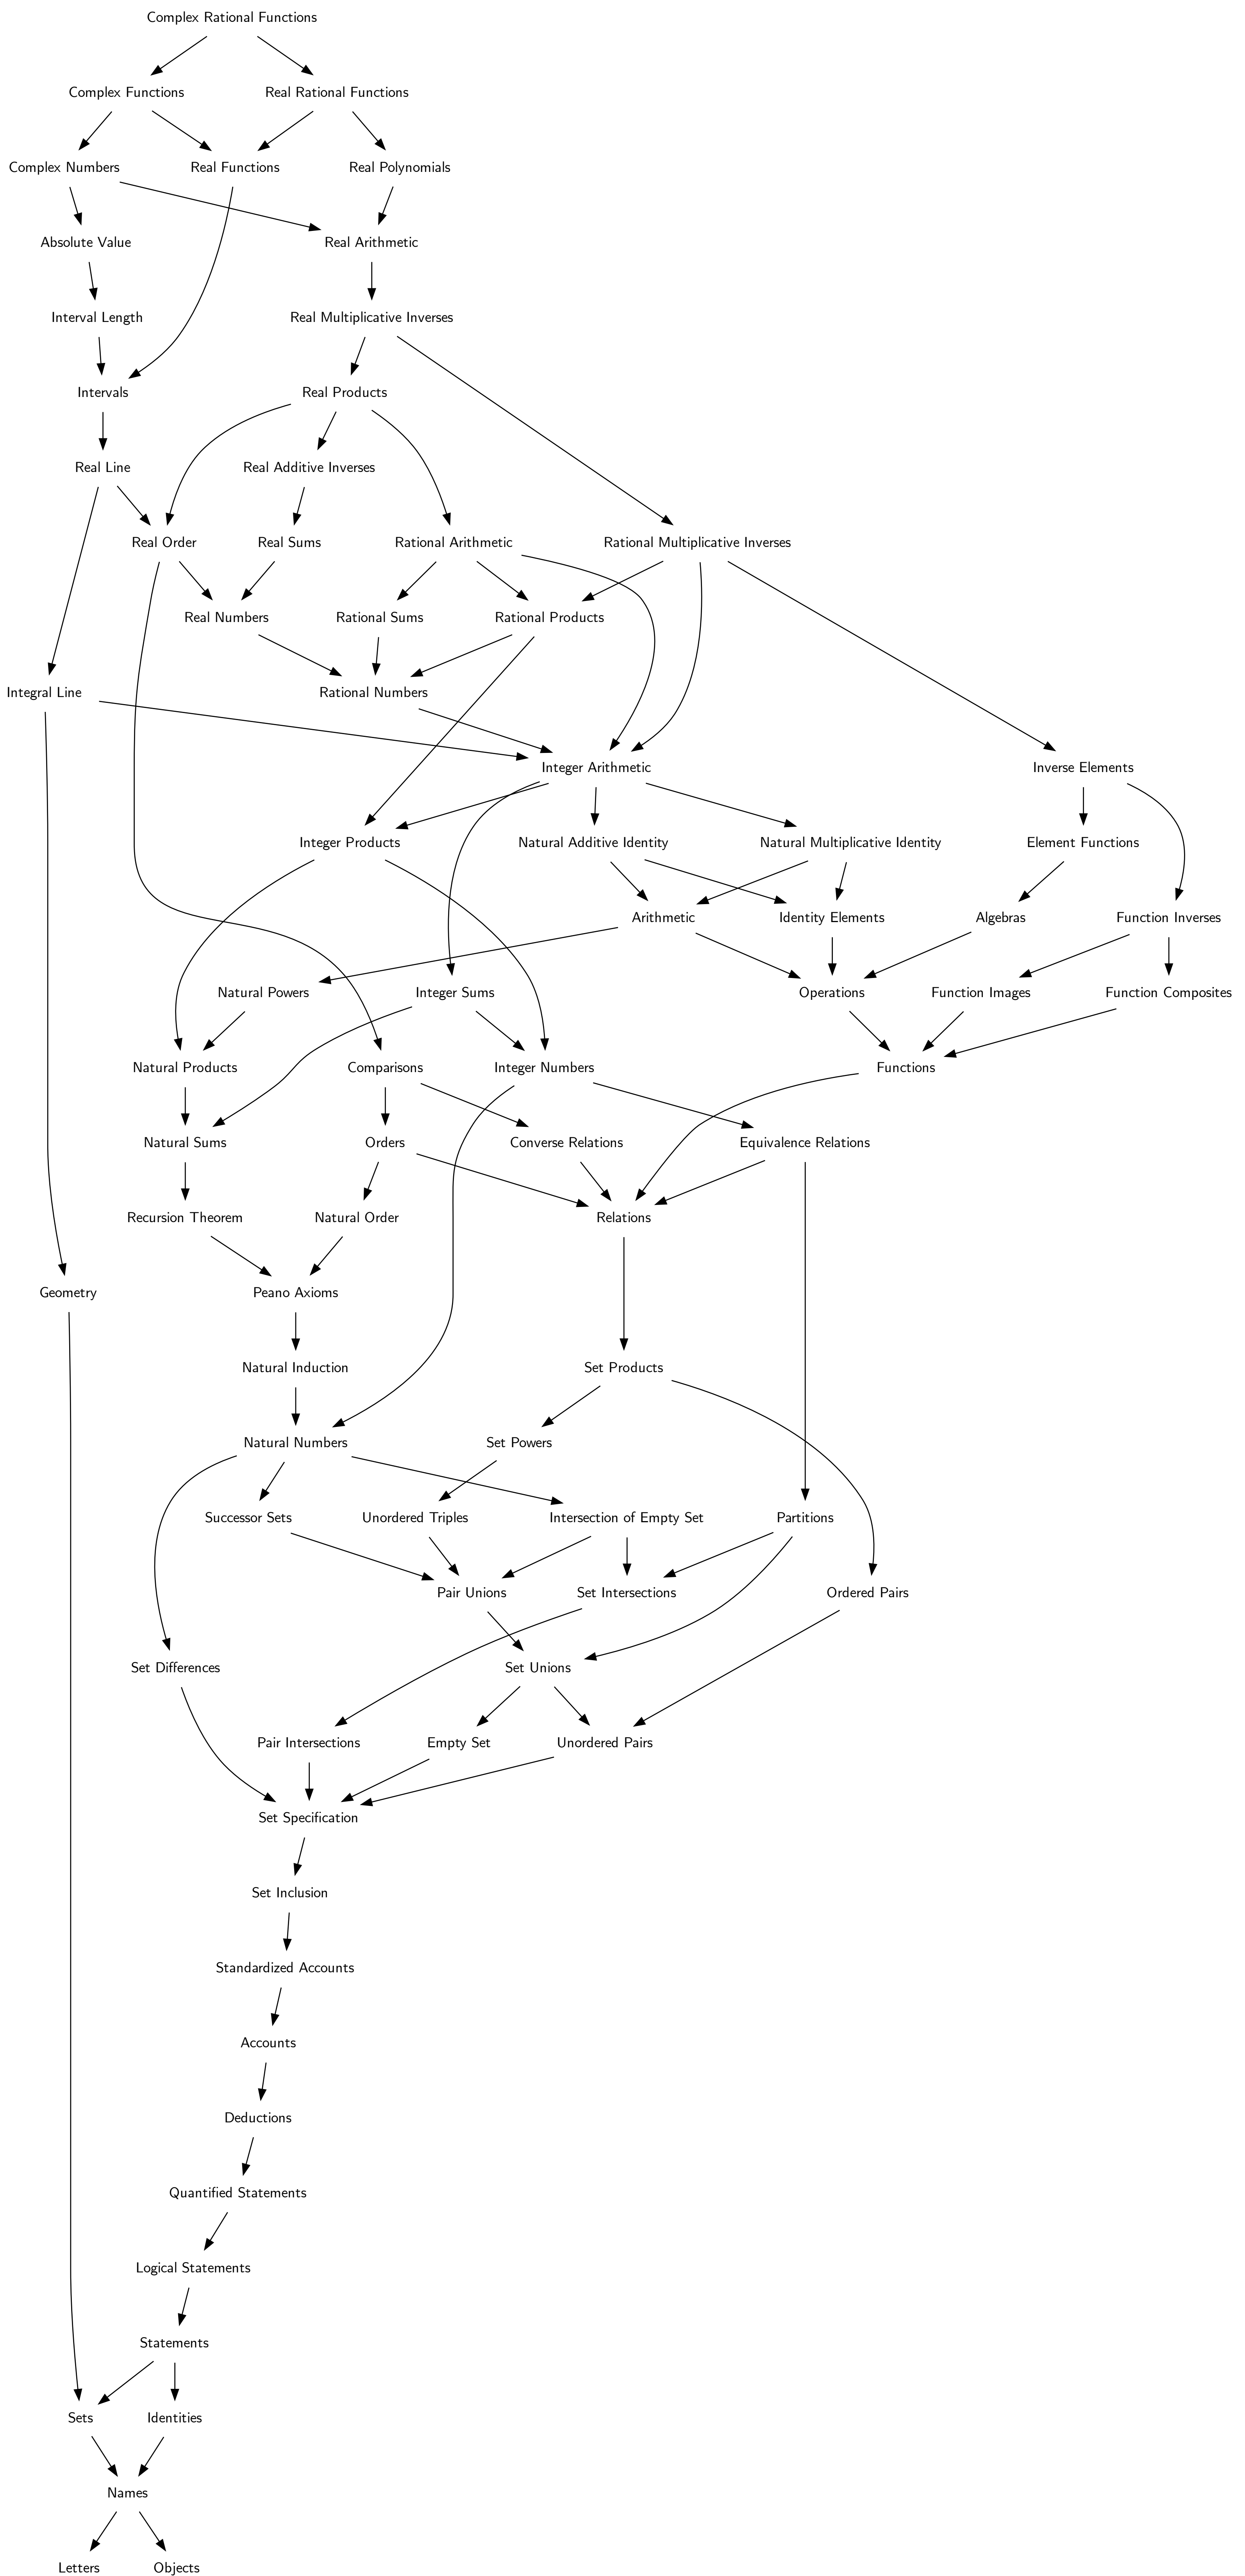 Complex Rational Functions
Complex Functions
Real Rational Functions
Complex Numbers
Real Functions
Real Polynomials
Absolute Value
Real Arithmetic
Interval Length
Real Multiplicative Inverses
Intervals
Real Products
Real Line
Real Additive Inverses
Real Order
Real Sums
Rational Arithmetic
Rational Multiplicative Inverses
Real Numbers
Rational Sums
Rational Products
Integral Line
Rational Numbers
Integer Arithmetic
Inverse Elements
Integer Products
Natural Additive Identity
Natural Multiplicative Identity
Element Functions
Arithmetic
Identity Elements
Algebras
Function Inverses
Natural Powers
Integer Sums
Operations
Function Images
Function Composites
Natural Products
Comparisons
Integer Numbers
Functions
Natural Sums
Orders
Converse Relations
Equivalence Relations
Recursion Theorem
Natural Order
Relations
Geometry
Peano Axioms
Natural Induction
Set Products
Natural Numbers
Set Powers
Successor Sets
Unordered Triples
Intersection of Empty Set
Partitions
Pair Unions
Set Intersections
Ordered Pairs
Set Differences
Set Unions
Pair Intersections
Empty Set
Unordered Pairs
Set Specification
Set Inclusion
Standardized Accounts
Accounts
Deductions
Quantified Statements
Logical Statements
Statements
Sets
Identities
Names
Letters
Objects